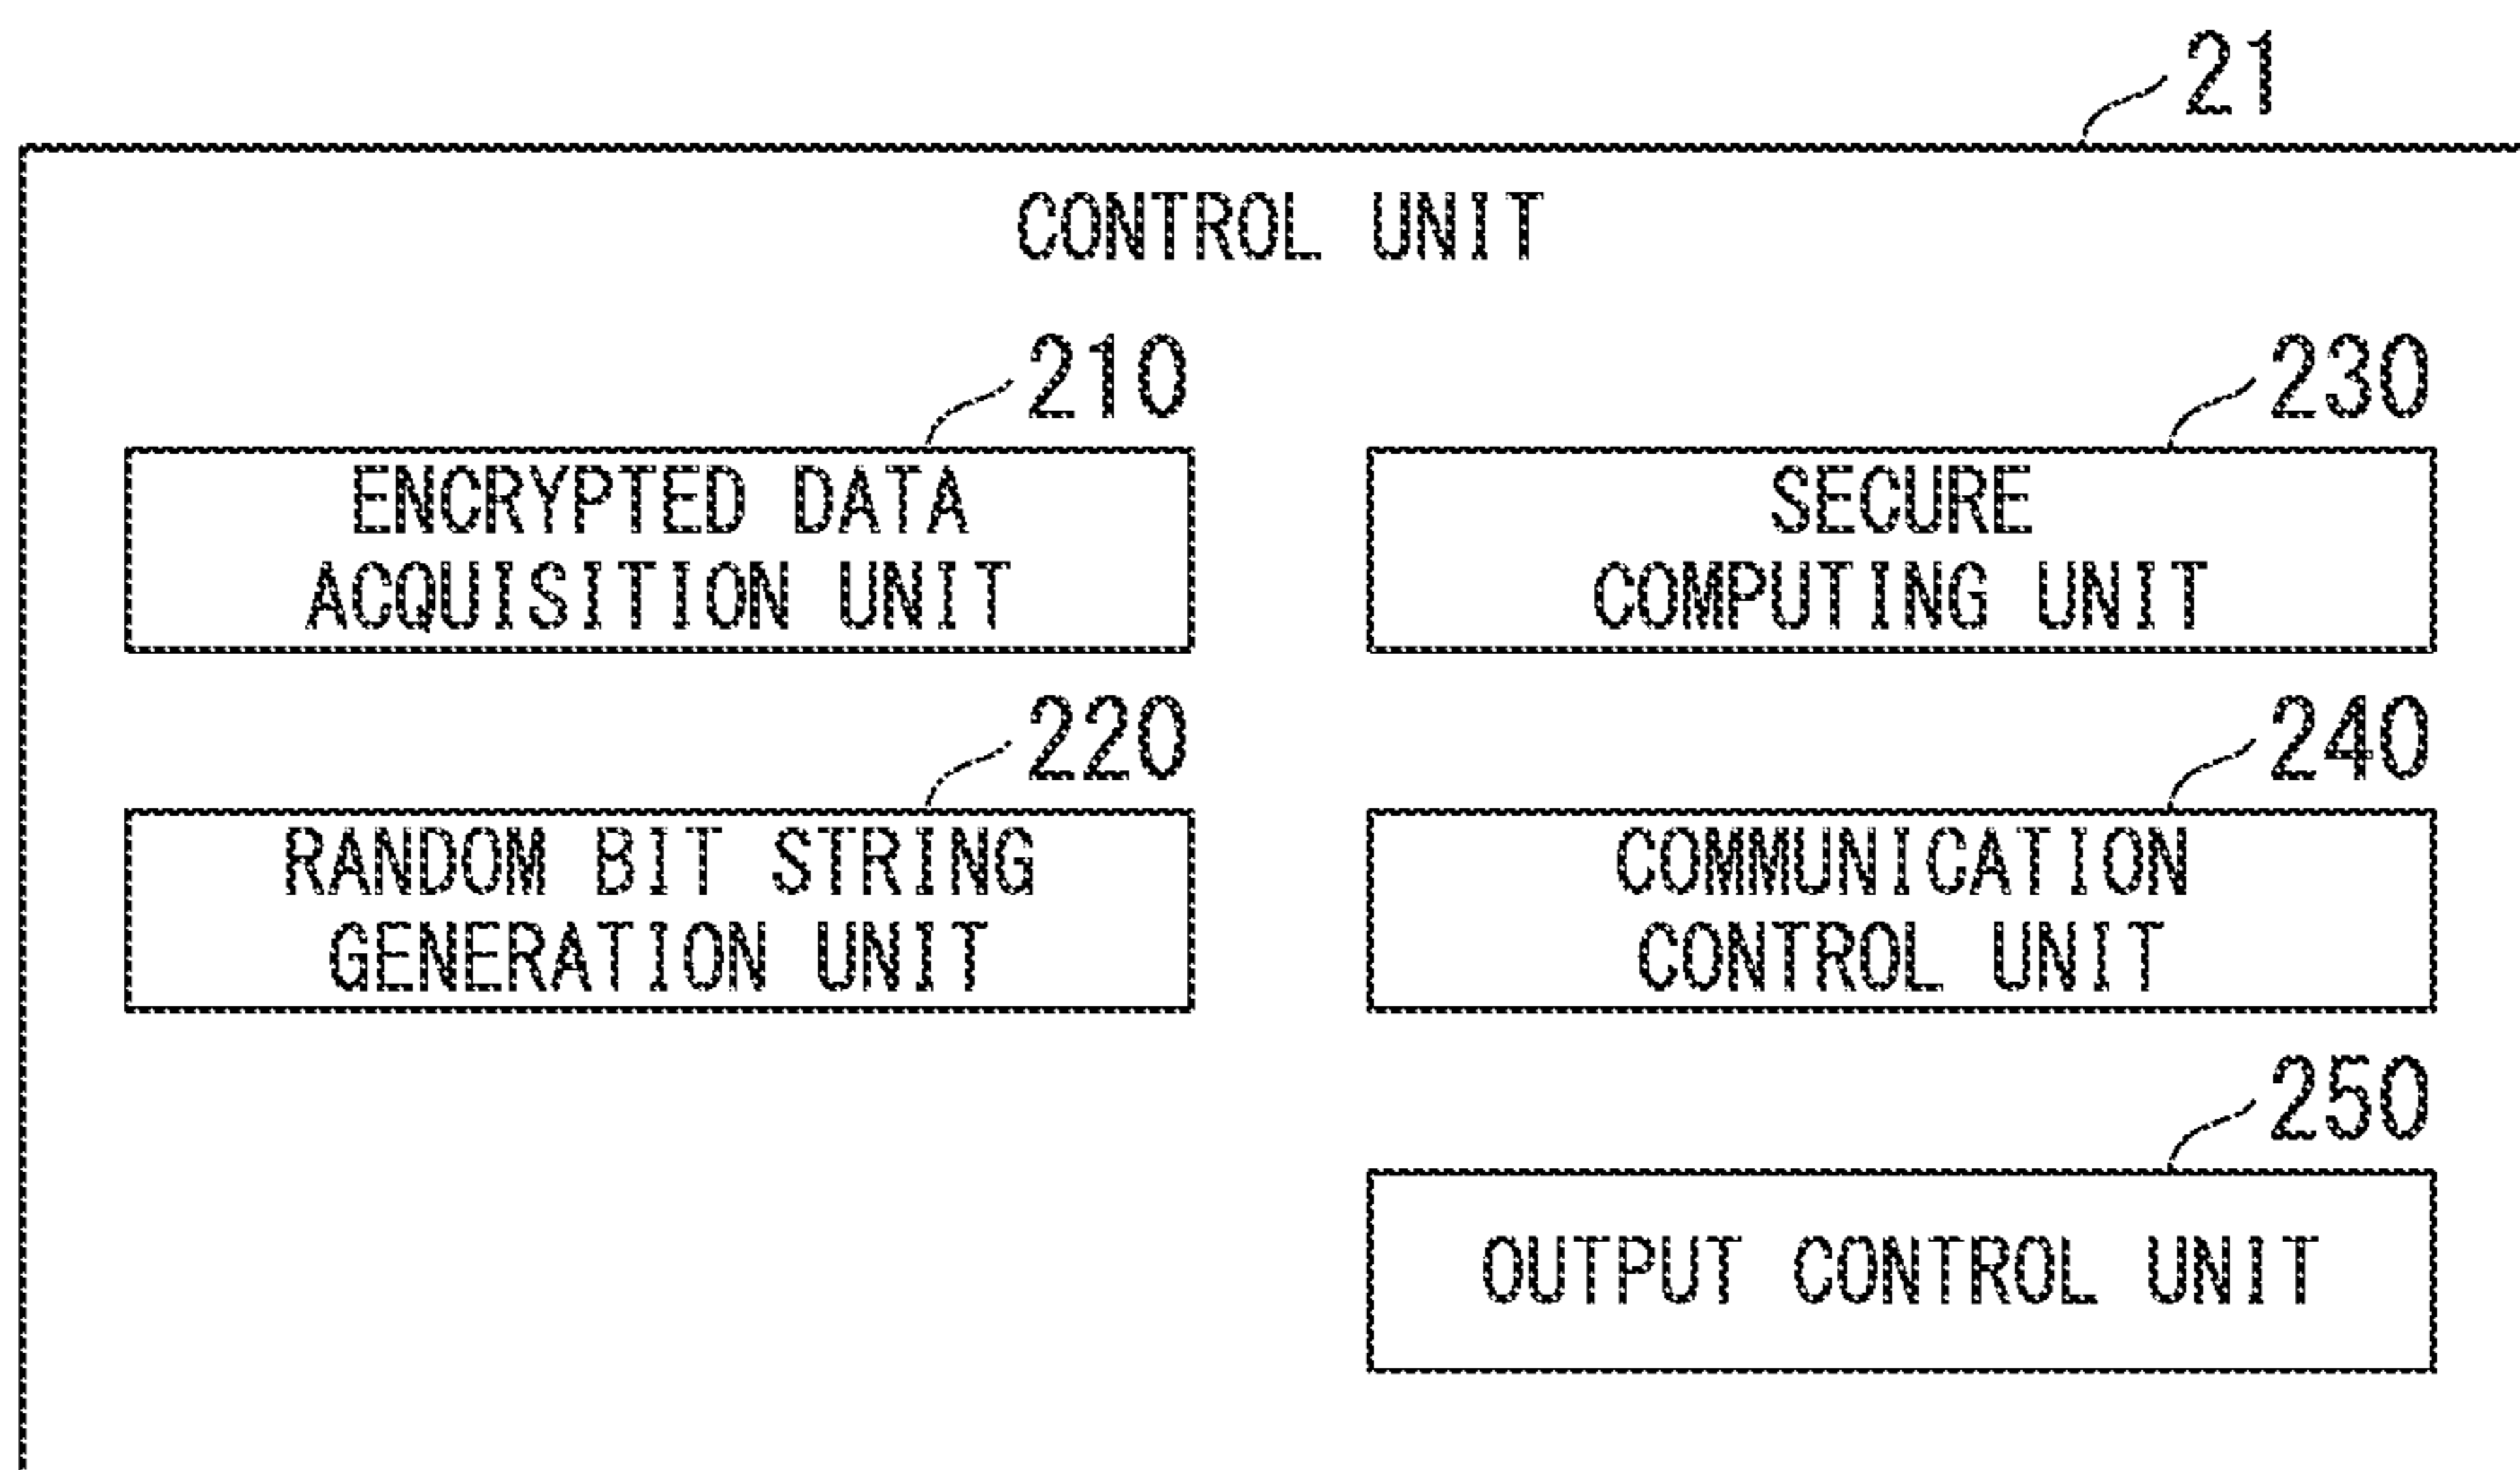 21
CONTROL UNIT
210
ENCRYPTED DATA
ACQUISITION UNIT
230
SECURE
COMPUTING UNIT
220
RANDOM BIT STRING
GENERATION UNIT
240
COMMUNICATION
CONTROL UNIT
250
OUTPUT CONTROL UNIT